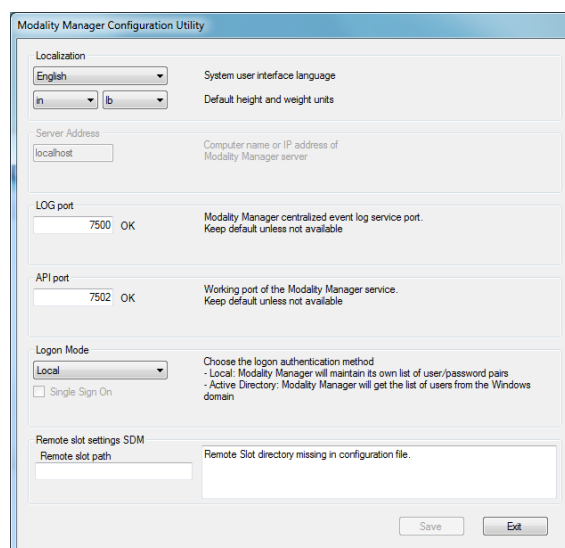 Modality Manager Configuration Utility
Localization
English
System user interface language
in
lb
Default height and weight units
Server Address
localhost
Computer name or IP address of
Modality Manager server
LOG port
7500
OK
Modality Manager centralized event log service port.
Keep default unless not available
API port
7502
OK
Working port of the Modality Manager service.
Keep default unless not available
Logon Mode
Local
Single Sign On
Choose the logon authentication method
- Local: Modality Manager will maintain its own list of user/password pairs
- Active Directory: Modality Manager will get the list of users from the Windows
domain
Remote slot settings SDM
Remote slot path
Remote Slot directory missing in configuration file.
Save
Exit